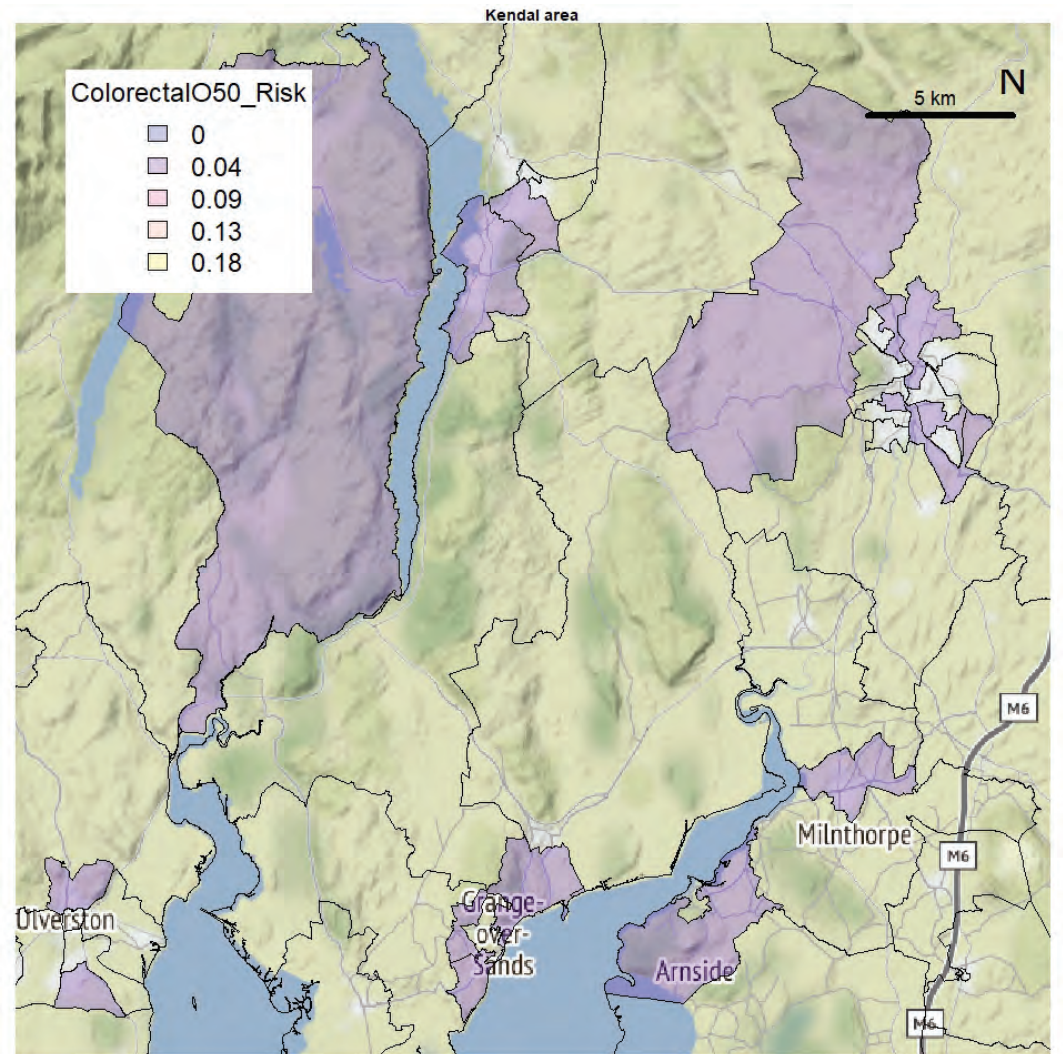 Kendal area
ColorectalO50_Risk
0
0.04
0.09
0.13
0.18
N
5 km
M6
Milnthorpe
M6
Ulverston
Grange-
over-
Sands
Arnside
M6